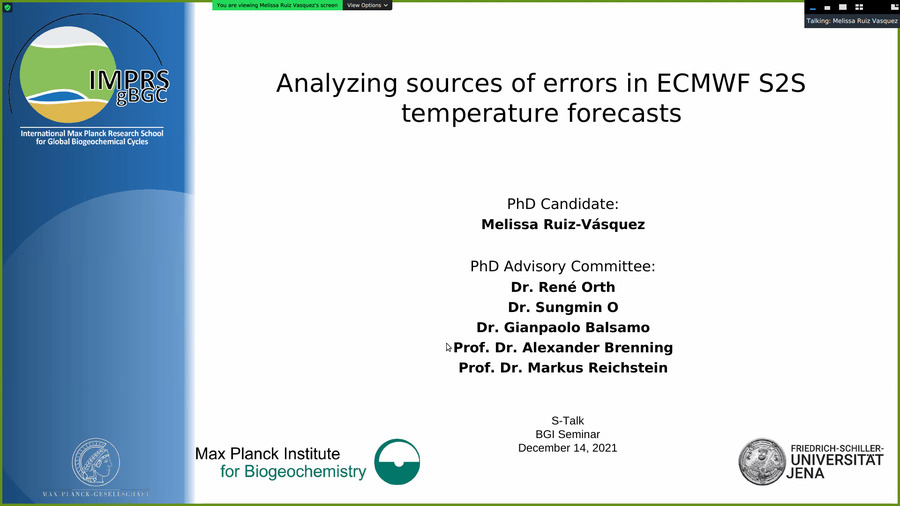 You are viewing Melissa Ruiz Vasquez's screen
View Options
Talking: Melissa Ruiz Vasquez
IMPRS
gBGC
International Max Planck Research School
for Global Biogeochemical Cycles
Analyzing sources of errors in ECMWF S2S
temperature forecasts
PhD Candidate:
Melissa Ruiz-Vásquez
PhD Advisory Committee:
Dr. René Orth
Dr. Sungmin O
Dr. Gianpaolo Balsamo
Prof. Dr. Alexander Brenning
Prof. Dr. Markus Reichstein
S-Talk
BGI Seminar
December 14, 2021
MAX-PLANCK-GESELLSCHAFT
Max Planck Institute
for Biogeochemistry
FRIEDRICH-SCHILLER-
UNIVERSITAT
JENA